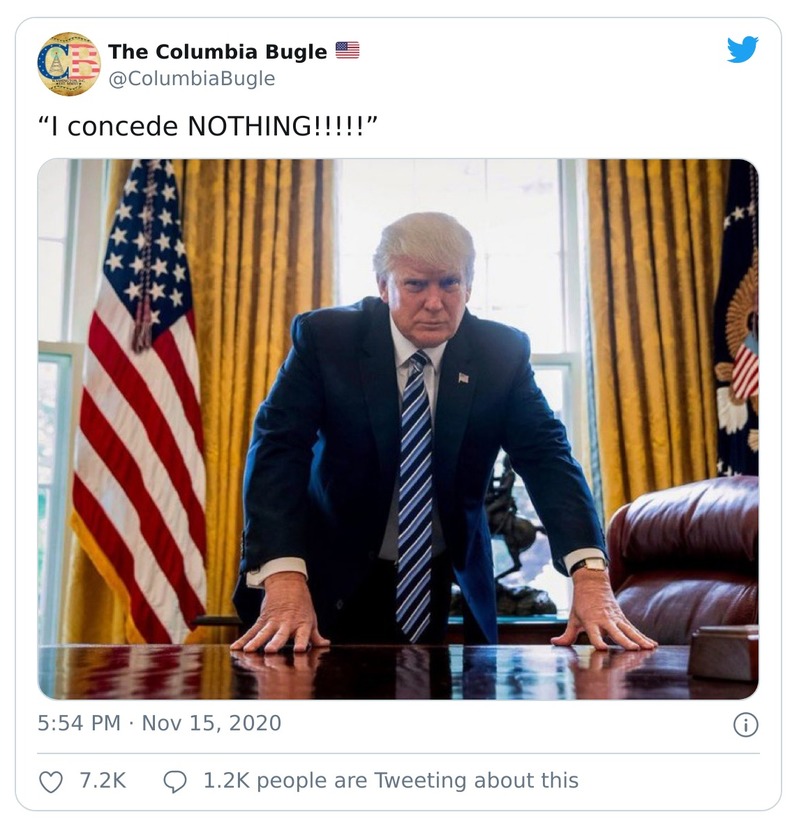 The Columbia Bugle 🇺🇸
@ColumbiaBugle
“I concede NOTHING!!!!!”
5:54 PM · Nov 15, 2020
7.2K 1.2K people are Tweeting about this